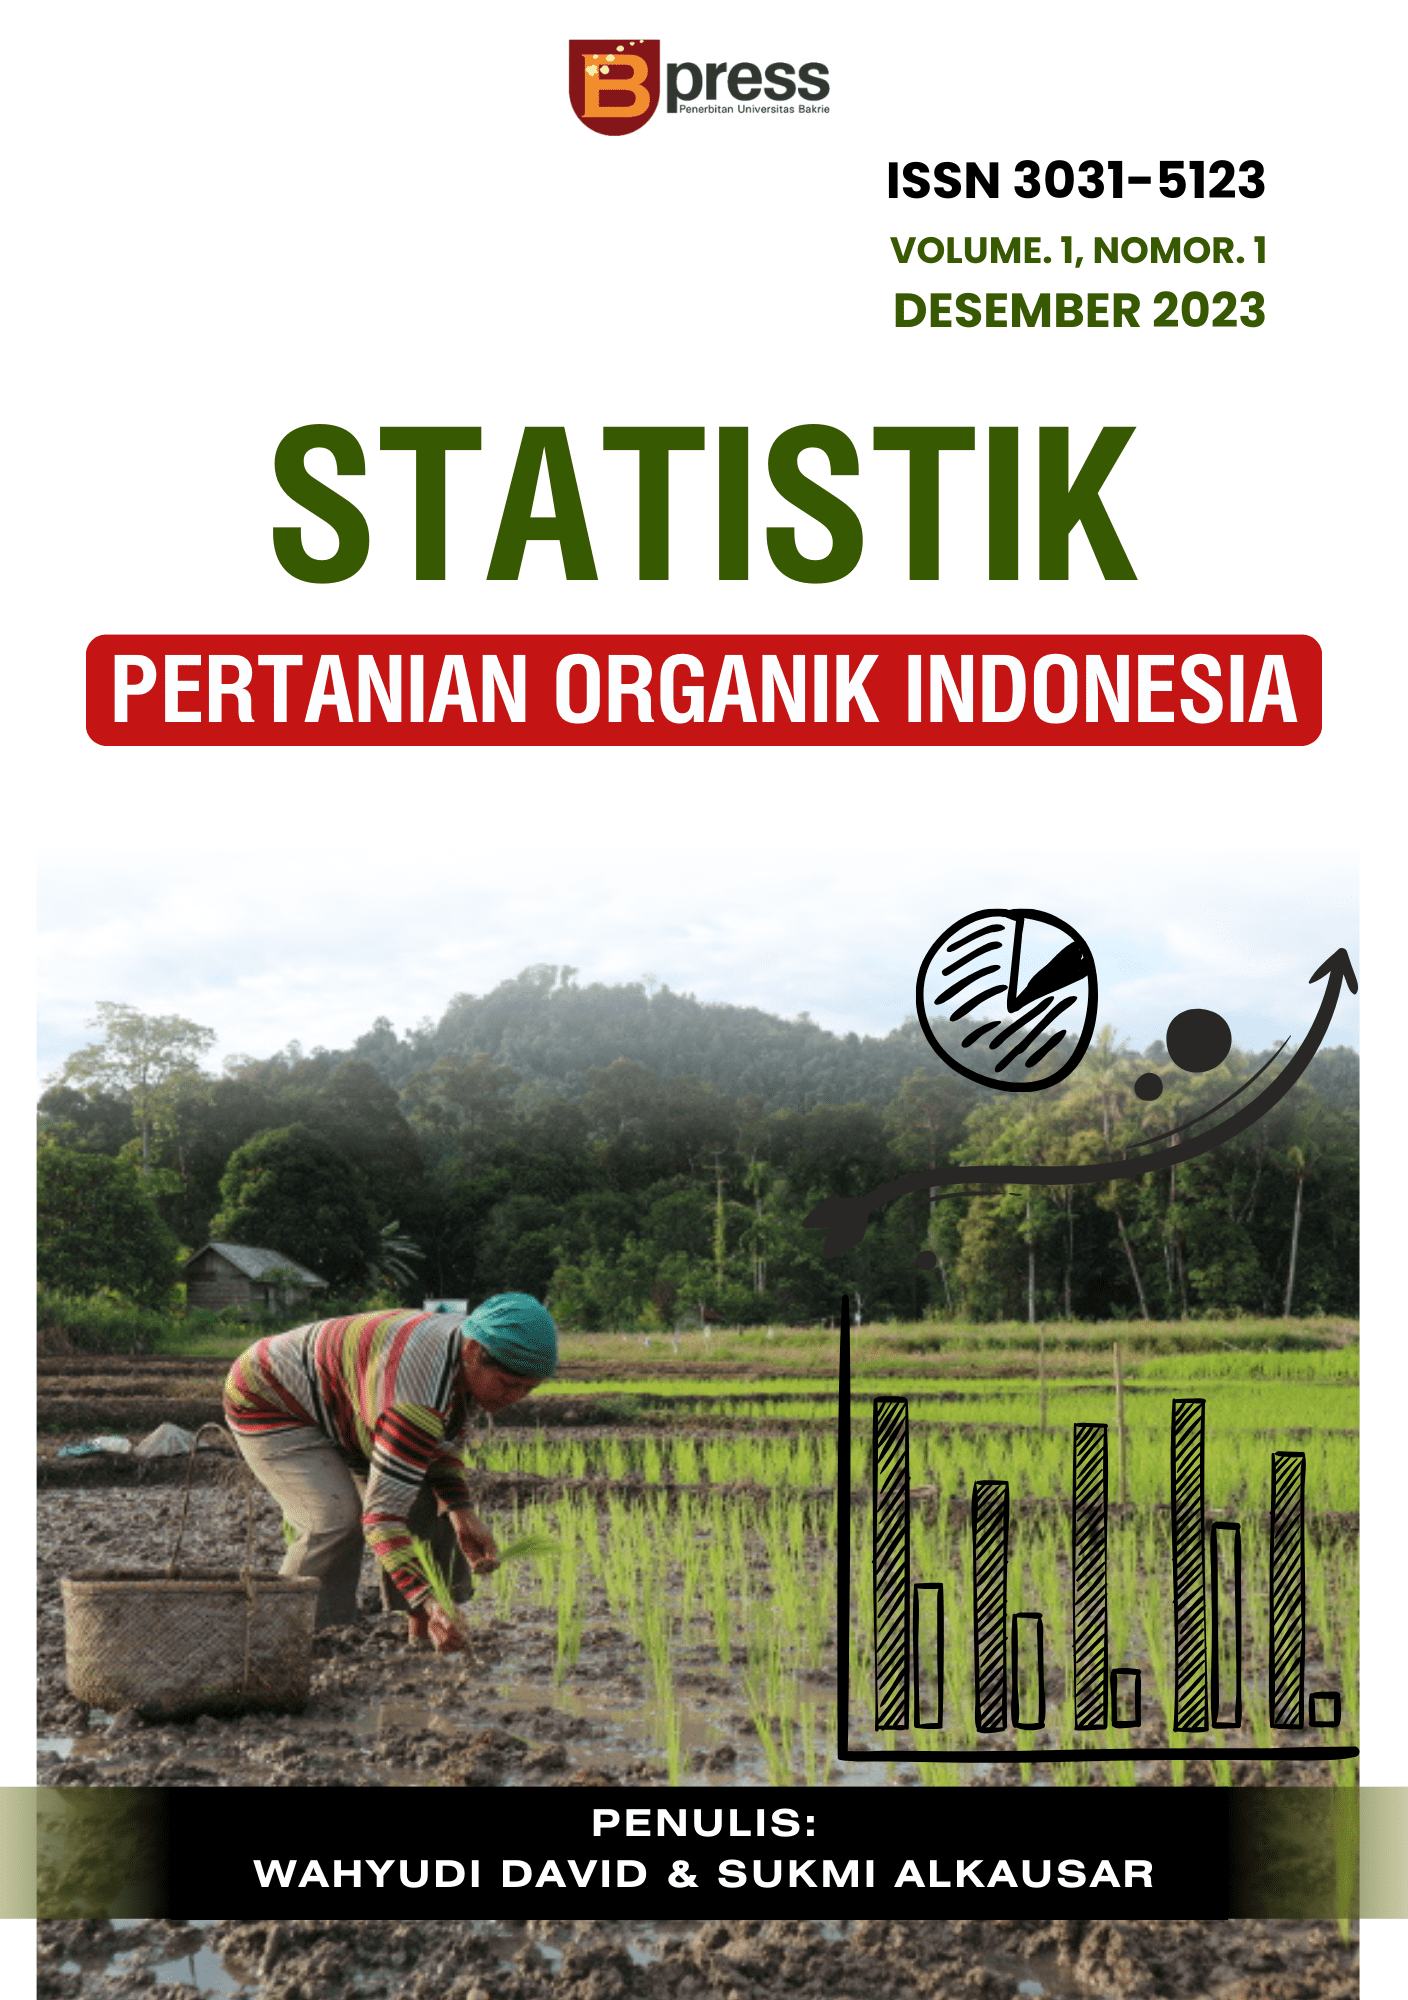 Bpress
Penerbitan Universitas Bakrie
ISSN 3031-5123
VOLUME. 1, NOMOR. 1
DESEMBER 2023
STATISTIK
PERTANIAN ORGANIK INDONESIA
PENULIS:
WAHYUDI DAVID & SUKMI ALKAUSAR